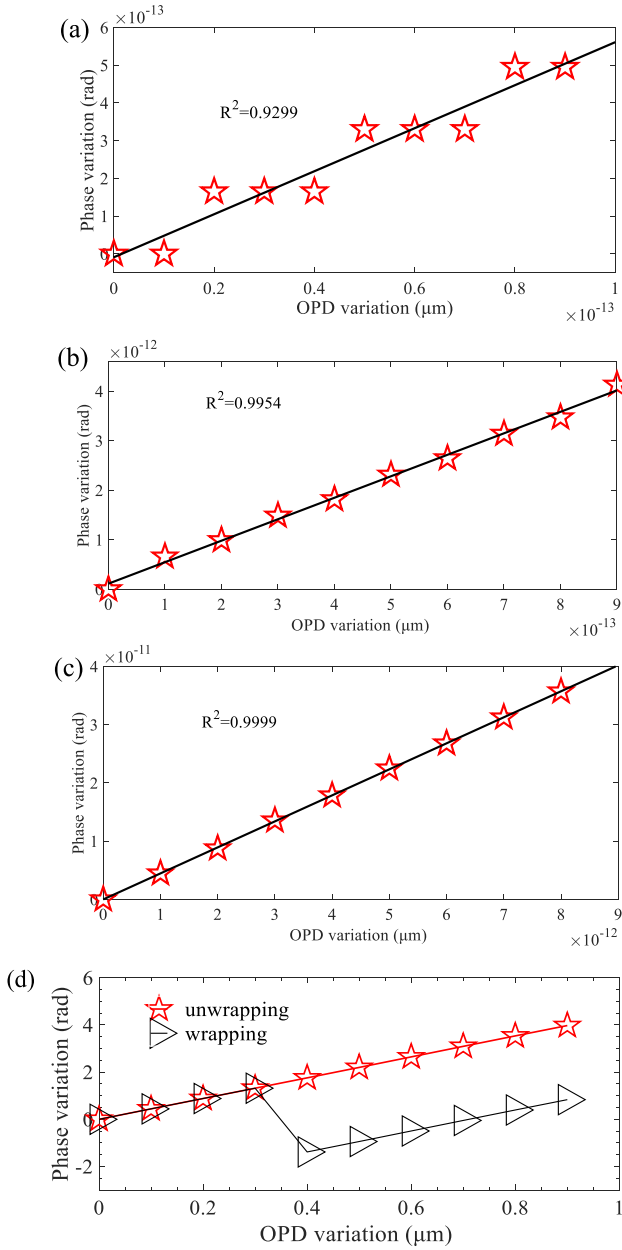 (a)
×10⁻¹³
6
5
4
3
2
1
0
Phase variation (rad)
R²=0.9299
0 0.2 0.4 0.6 0.8 1
OPD variation (μm)
×10⁻¹³
(b)
×10⁻¹²
4
2
1
0
Phase variation (rad)
R²=0.9954
0 1 2 3 4 5 6 7 8 9
OPD variation (μm)
×10⁻¹³
(c)
×10⁻¹¹
4
3
2
1
0
Phase variation (rad)
R²=0.9999
0 1 2 3 4 5 6 7 8 9
OPD variation (μm)
×10⁻¹²
(d)
6
4
2
0
-2
Phase variation (rad)
unwrapping
wrapping
0 0.2 0.4 0.6 0.8 1
OPD variation (μm)